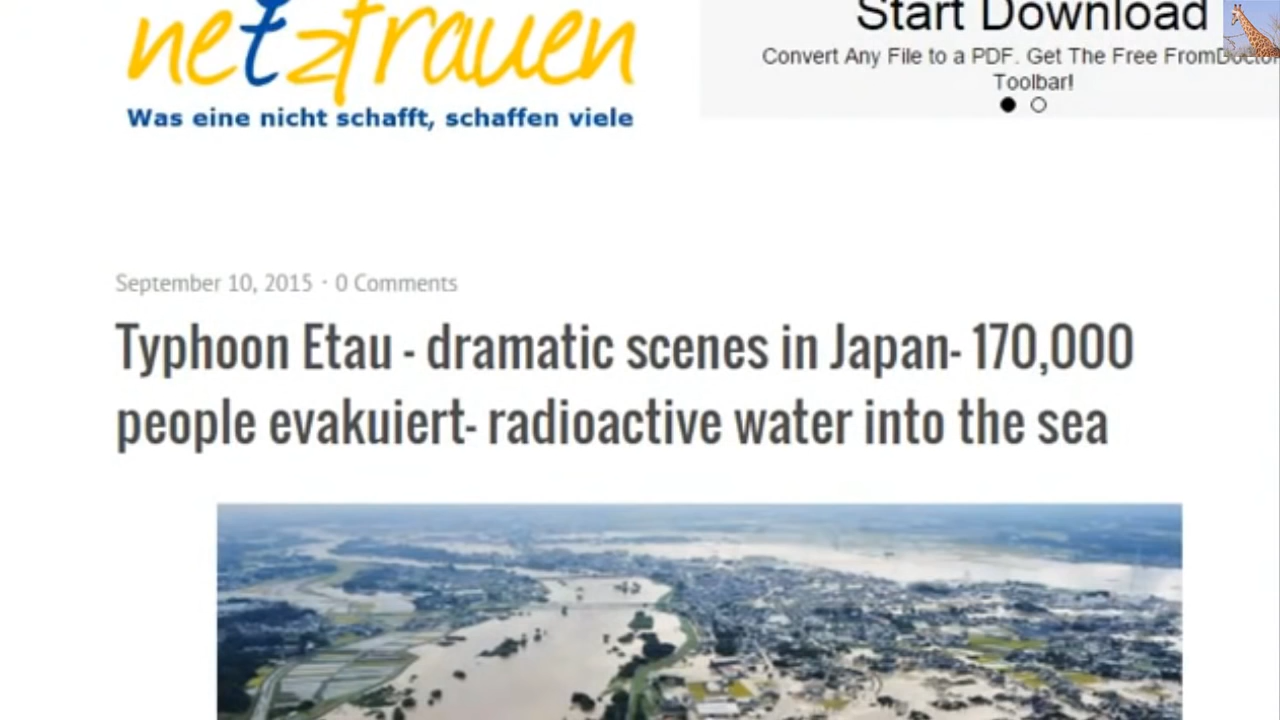 netzfrauen
Was eine nicht schafft, schaffen viele
Start Download
Convert Any File to a PDF. Get The Free FromDoctor
Toolbar!
September 10, 2015 · 0 Comments
Typhoon Etau - dramatic scenes in Japan- 170,000
people evakuiert- radioactive water into the sea